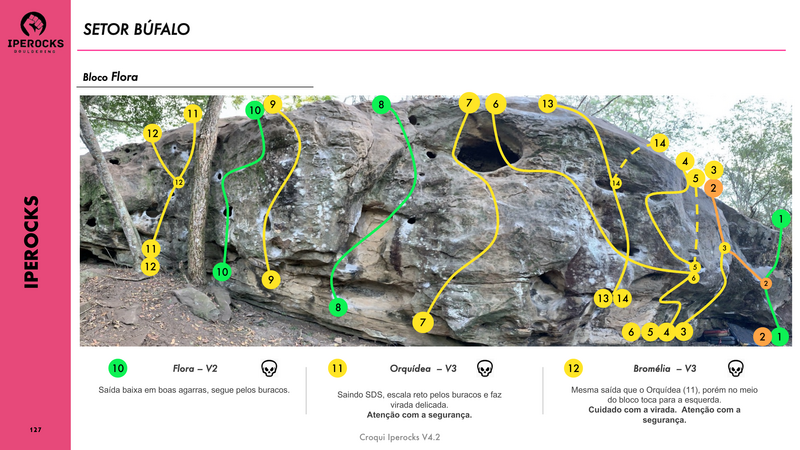 IPEROCKS
BOULDERING
SETOR BÚFALO
Bloco Flora
IPEROCKS
11
12
12
11
12
10
9
10
9
8
8
7
7
6
13
14
14
13 14
4
5
3
2
3
5
6
6 5 4 3
1
2
2 1
10 Flora – V2
Saída baixa em boas agarras, segue pelos buracos.
11 Orquídea – V3
Saindo SDS, escala reto pelos buracos e faz
virada delicada.
Atenção com a segurança.
12 Bromélia – V3
Mesma saída que o Orquídea (11), porém no meio
do bloco toca para a esquerda.
Cuidado com a virada. Atenção com a
segurança.
127
Croqui Iperocks V4.2